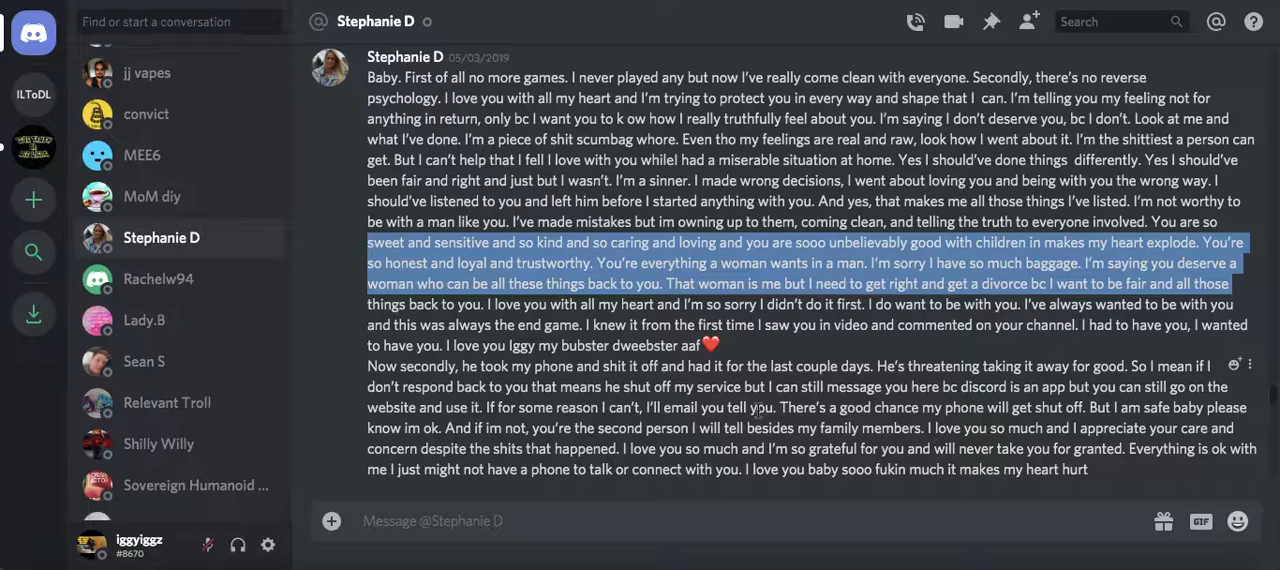 Find or start a conversation
@ Stephanie D
Search
ILToDL
jj vapes
convict
MEE6
MoM diy
Stephanie D
Rachelw94
Lady.B
Sean S
Relevant Troll
Shilly Willy
Sovereign Humanoid ...
iggyiggz
#8670
Stephanie D 05/03/2019
Baby. First of all no more games. I never played any but now I've really come clean with everyone. Secondly, there's no reverse
psychology. I love you with all my heart and I'm trying to protect you in every way and shape that I can. I'm telling you my feeling not for
anything in return, only bc I want you to k ow how I really truthfully feel about you. I'm saying I don't deserve you, bc I don't. Look at me and
what I've done. I'm a piece of shit scumbag whore. Even tho my feelings are real and raw, look how I went about it. I'm the shittiest a person can
get. But I can't help that I fell I love with you whileI had a miserable situation at home. Yes I should've done things differently. Yes I should've
been fair and right and just but I wasn't. I'm a sinner. I made wrong decisions, I went about loving you and being with you the wrong way. I
should've listened to you and left him before I started anything with you. And yes, that makes me all those things I've listed. I'm not worthy to
be with a man like you. I've made mistakes but im owning up to them, coming clean, and telling the truth to everyone involved. You are so
sweet and sensitive and so kind and so caring and loving and you are sooo unbelievably good with children in makes my heart explode. You're
so honest and loyal and trustworthy. You're everything a woman wants in a man. I'm sorry I have so much baggage. I'm saying you deserve a
woman who can be all these things back to you. That woman is me but I need to get right and get a divorce bc I want to be fair and all those
things back to you. I love you with all my heart and I'm so sorry I didn't do it first. I do want to be with you. I've always wanted to be with you
and this was always the end game. I knew it from the first time I saw you in video and commented on your channel. I had to have you, I wanted
to have you. I love you Iggy my bubster dweebster aaf❤️
Now secondly, he took my phone and shit it off and had it for the last couple days. He's threatening taking it away for good. So I mean if I
don't respond back to you that means he shut off my service but I can still message you here bc discord is an app but you can still go on the
website and use it. If for some reason I can't, I'll email you tell you. There's a good chance my phone will get shut off. But I am safe baby please
know im ok. And if im not, you're the second person I will tell besides my family members. I love you so much and I appreciate your care and
concern despite the shits that happened. I love you so much and I'm so grateful for you and will never take you for granted. Everything is ok with
me I just might not have a phone to talk or connect with you. I love you baby sooo fukin much it makes my heart hurt
Message @Stephanie D
GIF